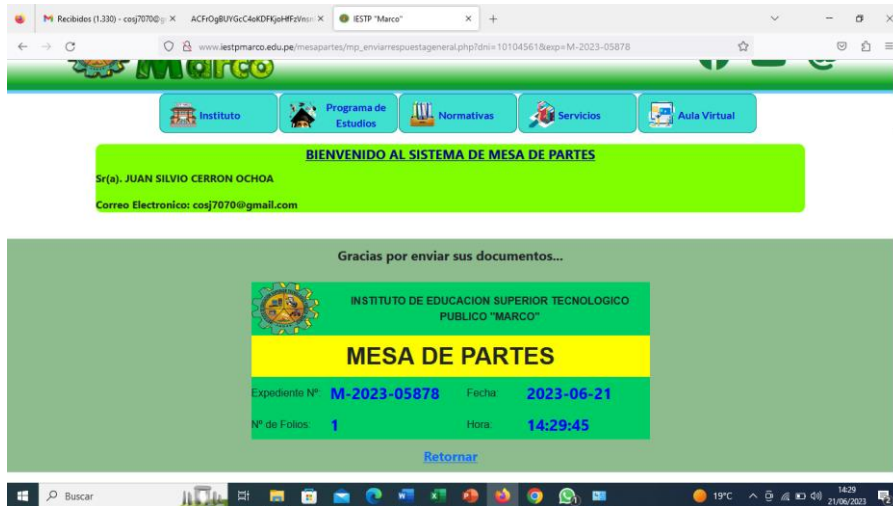 Recibidos (1.330) - cosj7070@g
ACFrOgBUYGcC4oKDFKjoHfFzVmsn
IESTP "Marco"
www.iestpmarco.edu.pe/mesapartes/mp_enviarrespuestageneral.php?dni=10104561&exp=M-2023-05878
Marco
Instituto
Programa de
Estudios
Normativas
Servicios
Aula Virtual
BIENVENIDO AL SISTEMA DE MESA DE PARTES
Sr(a). JUAN SILVIO CERRON OCHOA
Correo Electronico: cosj7070@gmail.com
Gracias por enviar sus documentos...
INSTITUTO DE EDUCACION SUPERIOR TECNOLOGICO
PUBLICO "MARCO"
MESA DE PARTES
Expediente Nº: M-2023-05878 Fecha: 2023-06-21
Nº de Folios: 1 Hora: 14:29:45
Retornar
Buscar
19°C
14:29
21/06/2023